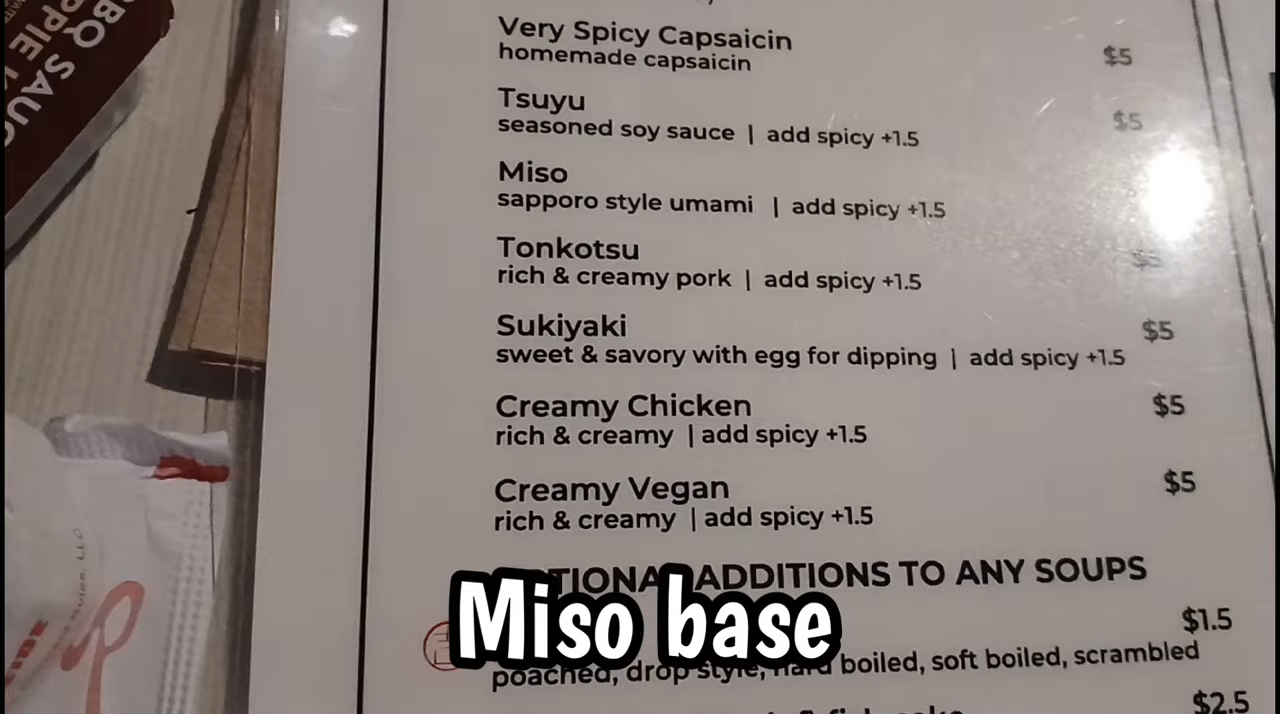 BBQ SAUC
Very Spicy Capsaicin
homemade capsaicin
$5
Tsuyu
seasoned soy sauce | add spicy +1.5
$5
Miso
sapporo style umami | add spicy +1.5
Tonkotsu
rich & creamy pork | add spicy +1.5
$5
Sukiyaki
sweet & savory with egg for dipping | add spicy +1.5
$5
Creamy Chicken
rich & creamy | add spicy +1.5
$5
Creamy Vegan
rich & creamy | add spicy +1.5
$5
ADDITIONS TO ANY SOUPS
Miso base
$1.5
poached, drop style, hard boiled, soft boiled, scrambled
$2.5